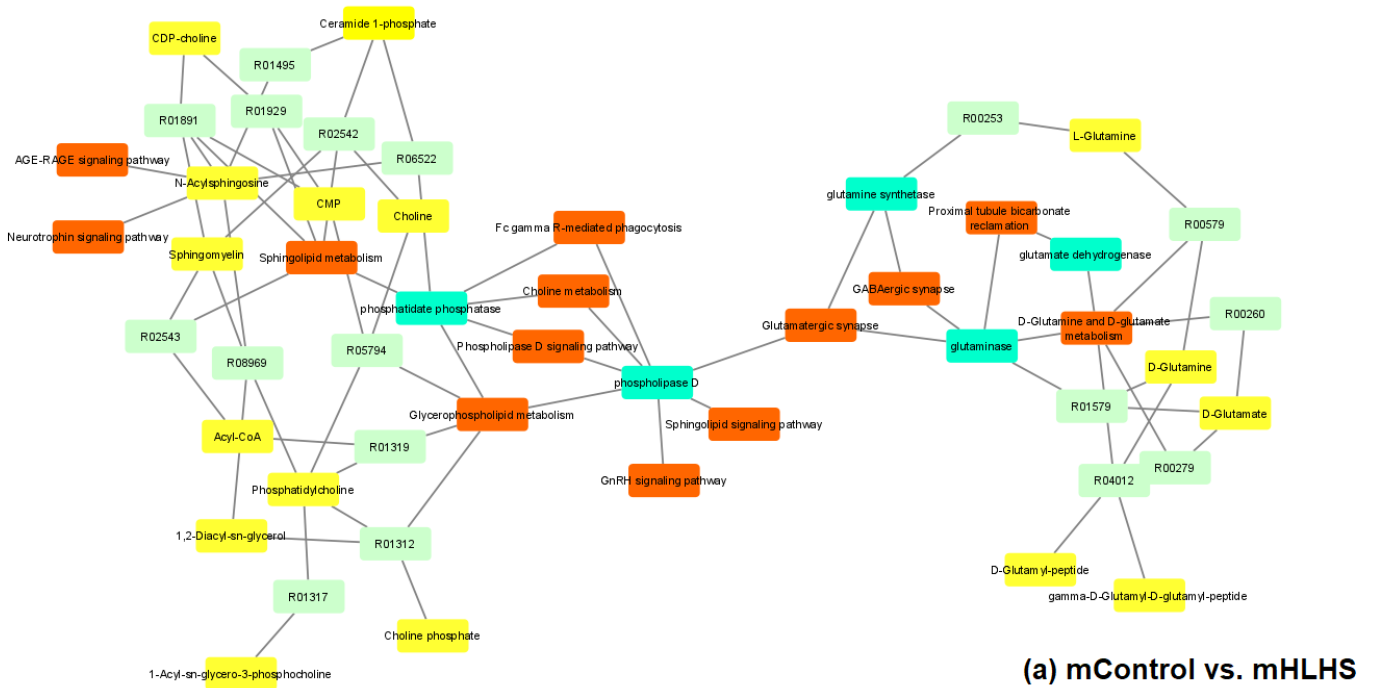 Ceramide 1-phosphate
CDP-choline
R01495
R01929
R01891
R02542
R06522
AGE-RAGE signaling pathway
N-Acylsphingosine
CMP
Choline
Neurotrophin signaling pathway
Sphingomyelin
Sphingolipid metabolism
phosphatidate phosphatase
R02543
R08969
R05794
Fc gamma R-mediated phagocytosis
Choline metabolism
Phospholipase D signaling pathway
phospholipase D
Glycerophospholipid metabolism
Sphingolipid signaling pathway
GnRH signaling pathway
Acyl-CoA
R01319
Phosphatidylcholine
1,2-Diacyl-sn-glycerol
R01312
R01317
Choline phosphate
1-Acyl-sn-glycero-3-phosphocholine
R00253
L-Glutamine
glutamine synthetase
Proximal tubule bicarbonate
reclamation
R00579
glutamate dehydrogenase
GABAergic synapse
Glutamatergic synapse
glutaminase
D-Glutamine and D-glutamate
metabolism
R00260
D-Glutamine
R01579
D-Glutamate
R00279
R04012
D-Glutamyl-peptide
gamma-D-Glutamyl-D-glutamyl-peptide
(a) mControl vs. mHLHS